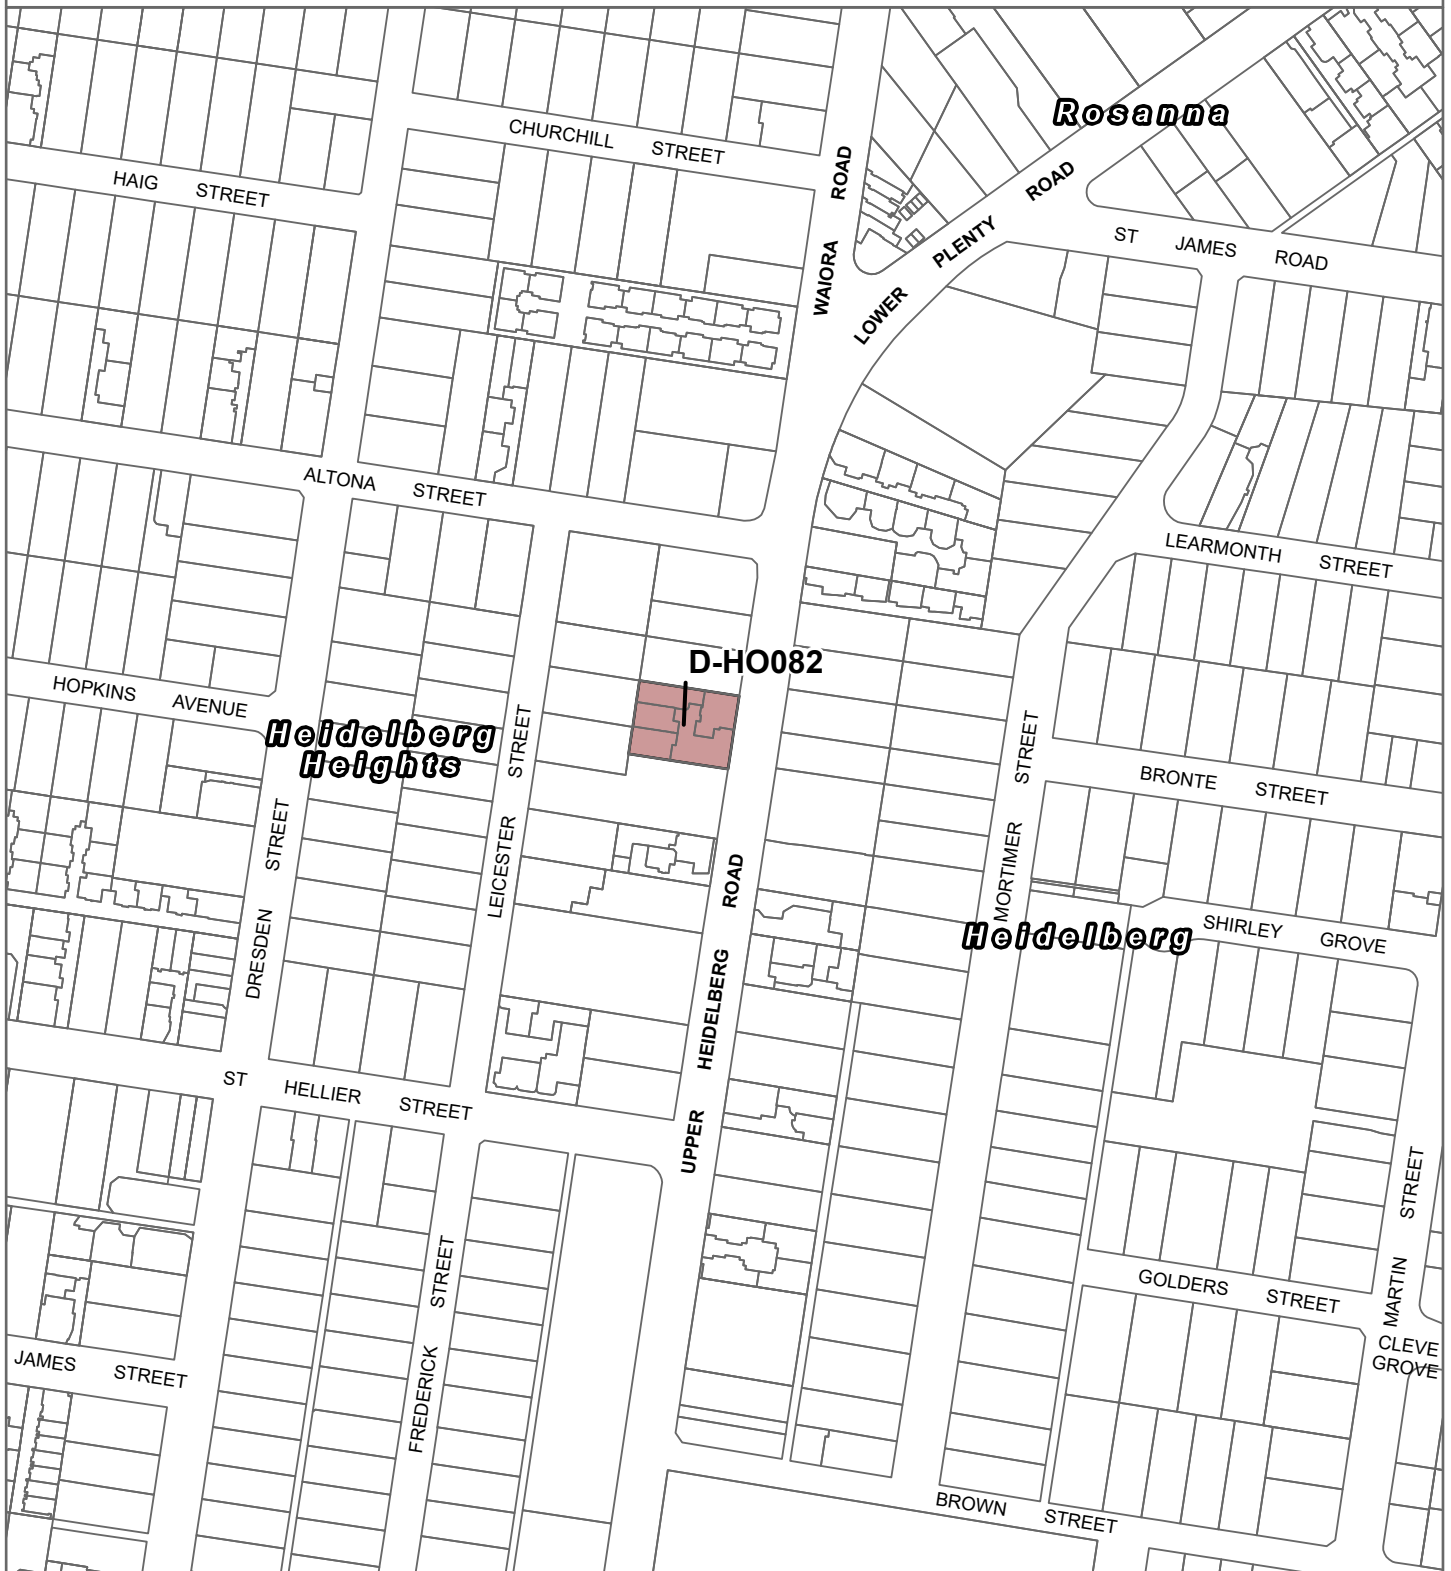 Rosanna
CHURCHILL STREET
HAIG STREET
WAIORA ROAD
LOWER PLENTY ROAD
ST JAMES ROAD
ALTONA STREET
LEARMONTH STREET
D-HO082
HOPKINS AVENUE
Heidelberg
Heights
LEICESTER STREET
DRESDEN STREET
MORTIMER STREET
BRONTE STREET
UPPER HEIDELBERG ROAD
Heidelberg
SHIRLEY GROVE
ST HELLIER STREET
FREDERICK STREET
GOLDERS STREET
MARTIN STREET
CLEVE
GROVE
JAMES STREET
BROWN STREET